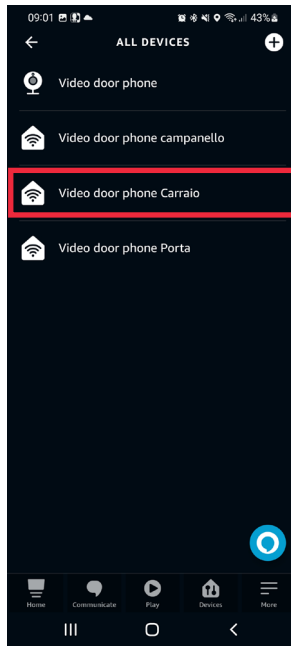 09:01 43%
ALL DEVICES
Video door phone
Video door phone campanello
Video door phone Carraio
Video door phone Porta
Home Communicate Play Devices More